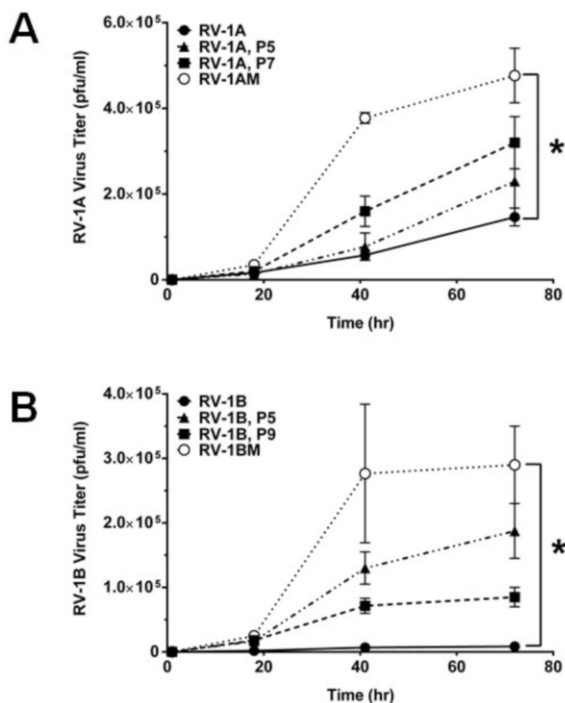 A
RV-1A Virus Titer (pfu/ml)
6.0×10⁵
4.0×10⁵
2.0×10⁵
0
RV-1A
RV-1A, P5
RV-1A, P7
RV-1AM
*
0 20 40 60 80
Time (hr)
B
RV-1B Virus Titer (pfu/ml)
4.0×10⁵
3.0×10⁵
2.0×10⁵
1.0×10⁵
0
RV-1B
RV-1B, P5
RV-1B, P9
RV-1BM
*
0 20 40 60 80
Time (hr)